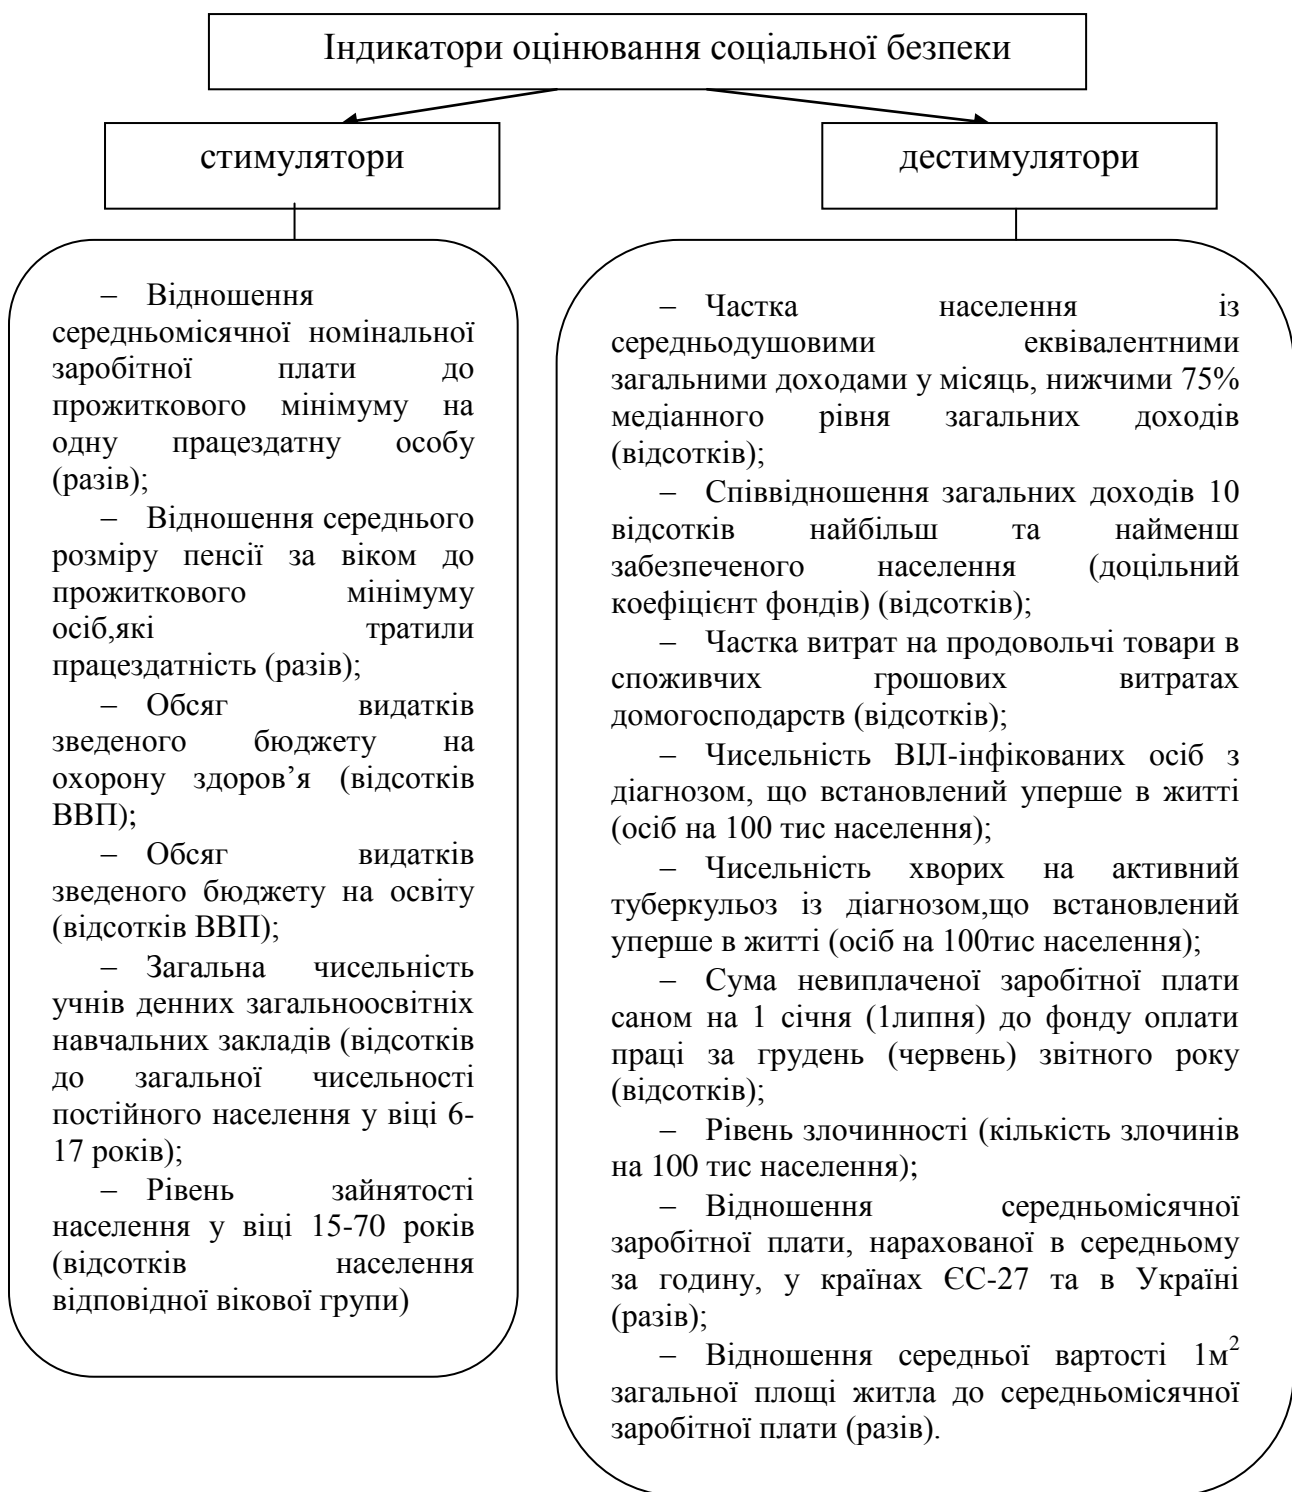 Індикатори оцінювання соціальної безпеки
стимулятори
дестимулятори
– Відношення
середньомісячної номінальної
заробітної плати до
прожиткового мінімуму на
одну працездатну особу
(разів);
– Відношення середнього
розміру пенсії за віком до
прожиткового мінімуму
осіб,які тратили
працездатність (разів);
– Обсяг видатків
зведеного бюджету на
охорону здоров’я (відсотків
ВВП);
– Обсяг видатків
зведеного бюджету на освіту
(відсотків ВВП);
– Загальна чисельність
учнів денних загальноосвітніх
навчальних закладів (відсотків
до загальної чисельності
постійного населення у віці 6-
17 років);
– Рівень зайнятості
населення у віці 15-70 років
(відсотків населення
відповідної вікової групи)
– Частка населення із
середньодушовими еквівалентними
загальними доходами у місяць, нижчими 75%
медіанного рівня загальних доходів
(відсотків);
– Співвідношення загальних доходів 10
відсотків найбільш та найменш
забезпеченого населення (доцільний
коефіцієнт фондів) (відсотків);
– Частка витрат на продовольчі товари в
споживчих грошових витратах
домогосподарств (відсотків);
– Чисельність ВІЛ-інфікованих осіб з
діагнозом, що встановлений уперше в житті
(осіб на 100 тис населення);
– Чисельність хворих на активний
туберкульоз із діагнозом,що встановлений
уперше в житті (осіб на 100тис населення);
– Сума невиплаченої заробітної плати
саном на 1 січня (1липня) до фонду оплати
праці за грудень (червень) звітного року
(відсотків);
– Рівень злочинності (кількість злочинів
на 100 тис населення);
– Відношення середньомісячної
заробітної плати, нарахованої в середньому
за годину, у країнах ЄС-27 та в Україні
(разів);
– Відношення середньої вартості 1м²
загальної площі житла до середньомісячної
заробітної плати (разів).